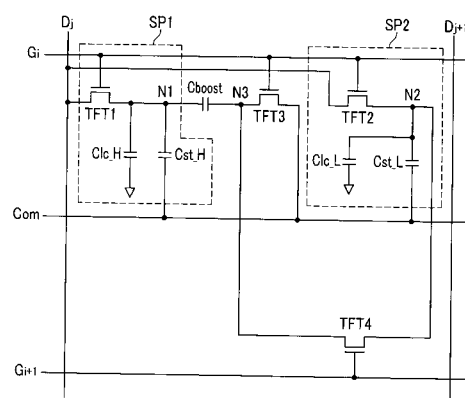 SP1
SP2
Dj
Dj+1
Gi
N1
Cboost
N3
N2
TFT1
TFT3
TFT2
Clc_H
Cst_H
Clc_L
Cst_L
Com
TFT4
Gi+1